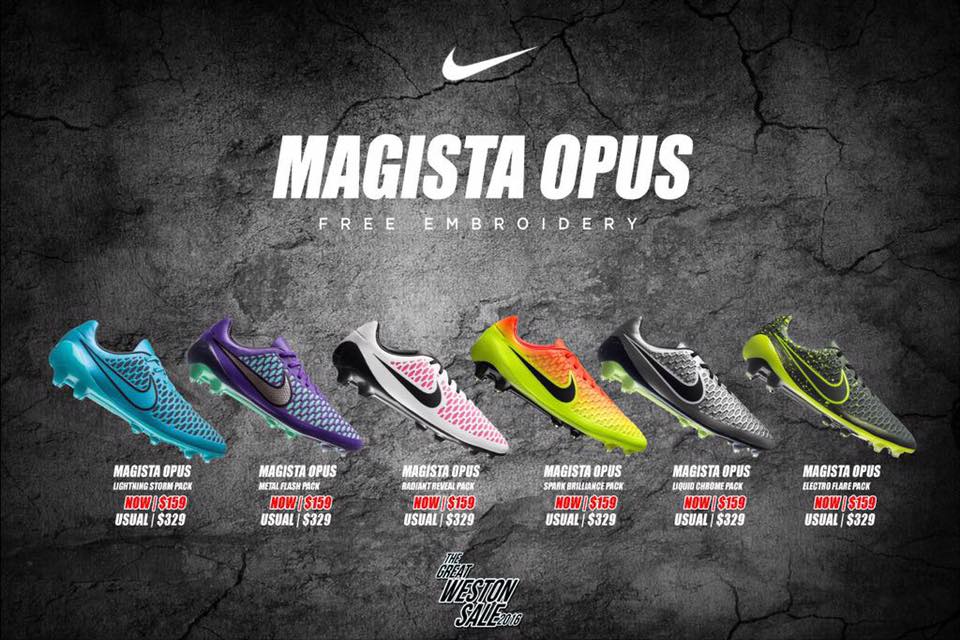 MAGISTA OPUS
FREE EMBROIDERY
MAGISTA OPUS
LIGHTNING STORM PACK
NOW | $159
USUAL | $329
MAGISTA OPUS
METAL FLASH PACK
NOW | $159
USUAL | $329
MAGISTA OPUS
RADIANT REVEAL PACK
NOW | $159
USUAL | $329
MAGISTA OPUS
SPARK BRILLIANCE PACK
NOW | $159
USUAL | $329
MAGISTA OPUS
LIQUID CHROME PACK
NOW | $159
USUAL | $329
MAGISTA OPUS
ELECTRO FLARE PACK
NOW | $159
USUAL | $329
THE
GREAT
WESTON
SALE 2016